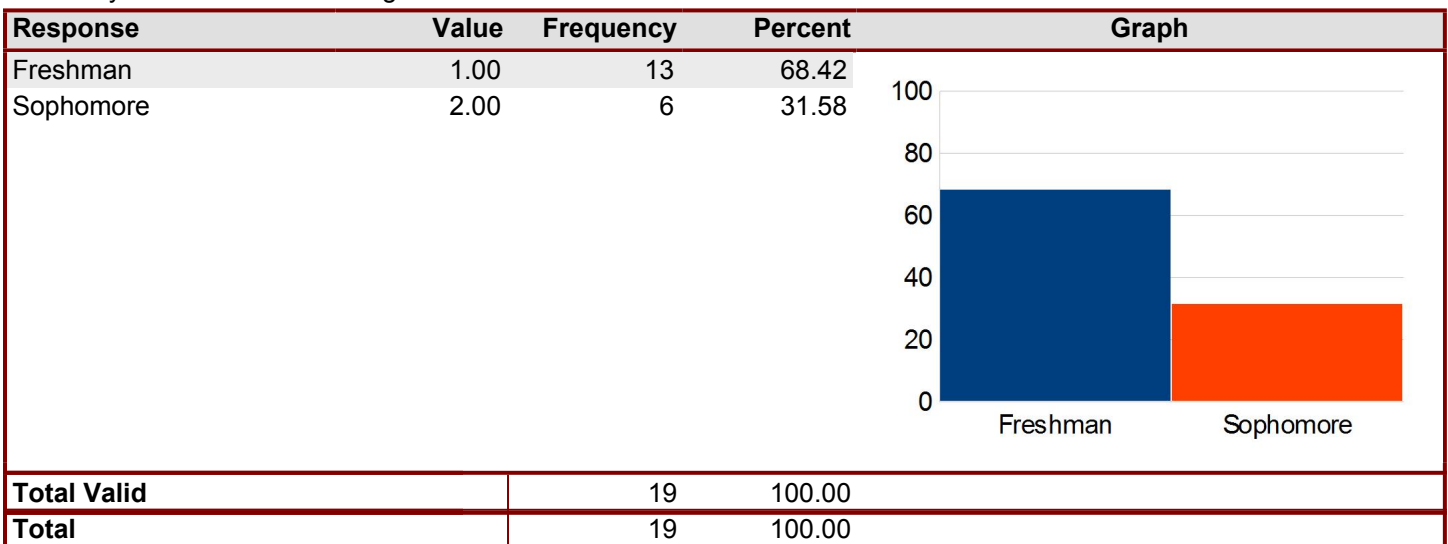 Response Value Frequency Percent Graph
Freshman 1.00 13 68.42
Sophomore 2.00 6 31.58
100
80
60
40
20
0
Freshman Sophomore
Total Valid 19 100.00
Total 19 100.00